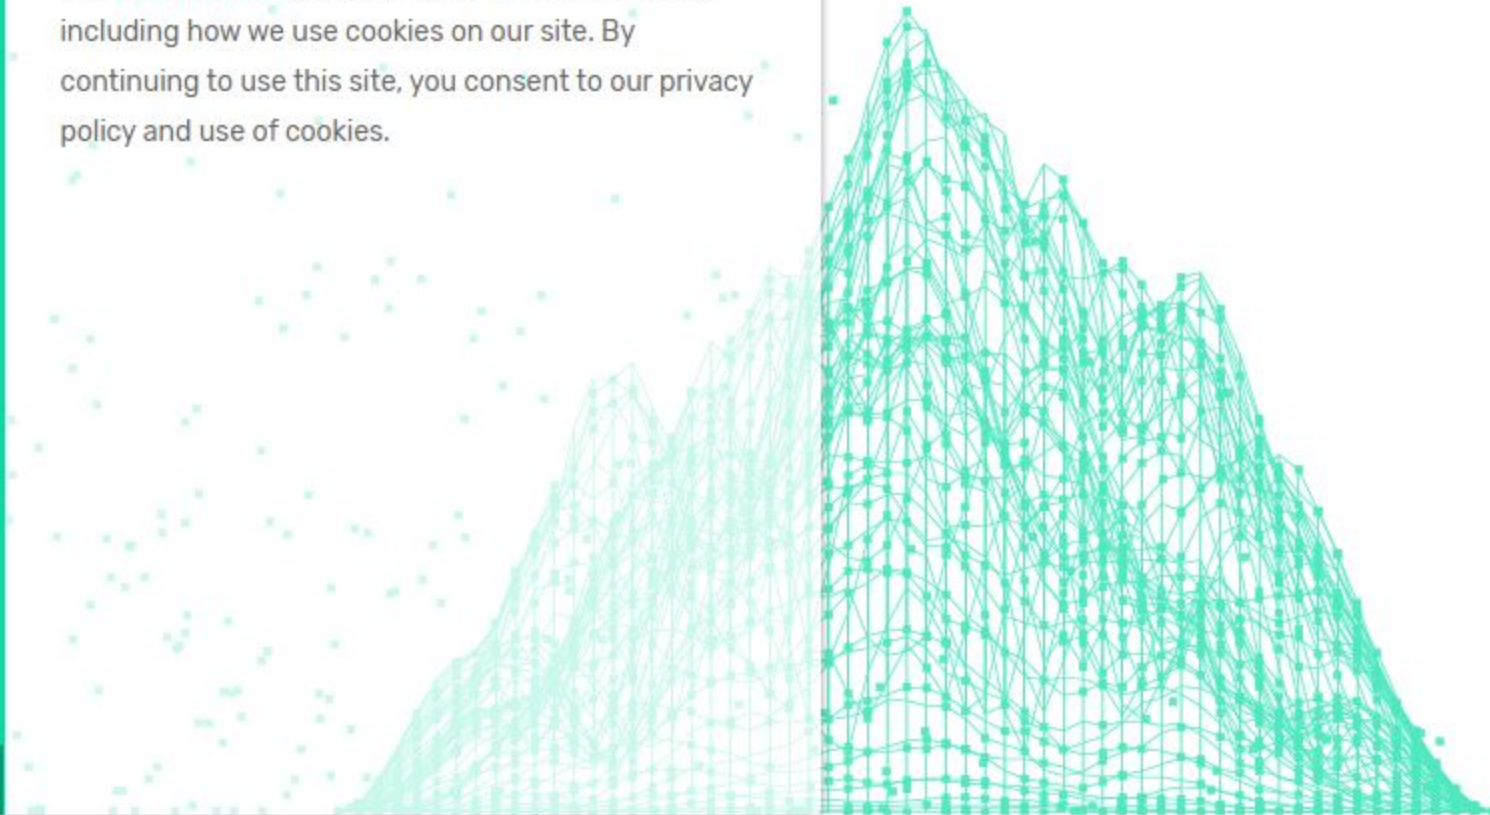 including how we use cookies on our site. By
continuing to use this site, you consent to our privacy
policy and use of cookies.